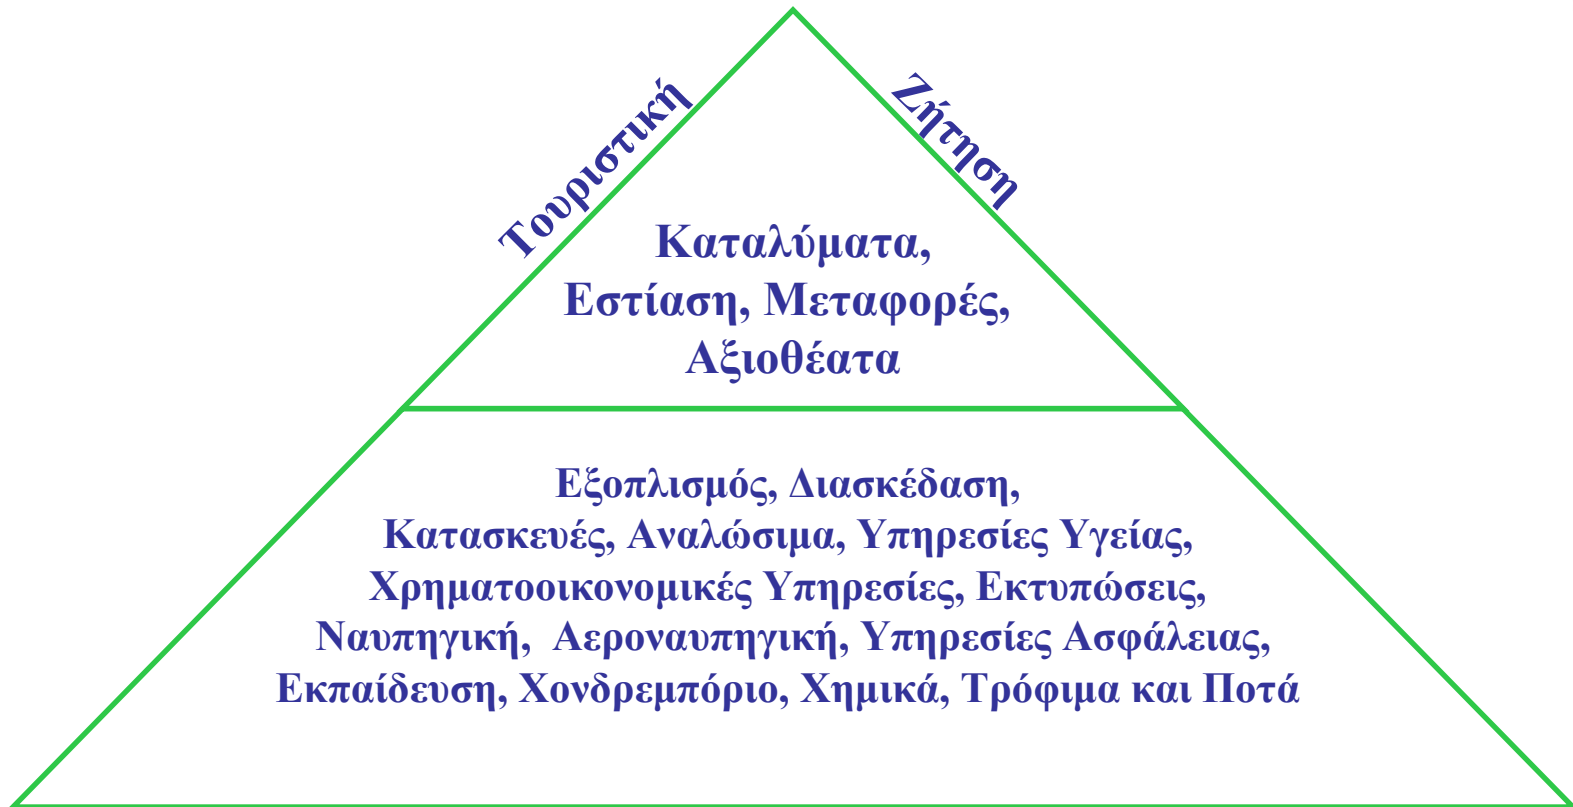 Τουριστική
Ζήτηση
Καταλύματα,
Εστίαση, Μεταφορές,
Αξιοθέατα
Εξοπλισμός, Διασκέδαση,
Κατασκευές, Αναλώσιμα, Υπηρεσίες Υγείας,
Χρηματοοικονομικές Υπηρεσίες, Εκτυπώσεις,
Ναυπηγική, Αεροναυπηγική, Υπηρεσίες Ασφάλειας,
Εκπαίδευση, Χονδρεμπόριο, Χημικά, Τρόφιμα και Ποτά